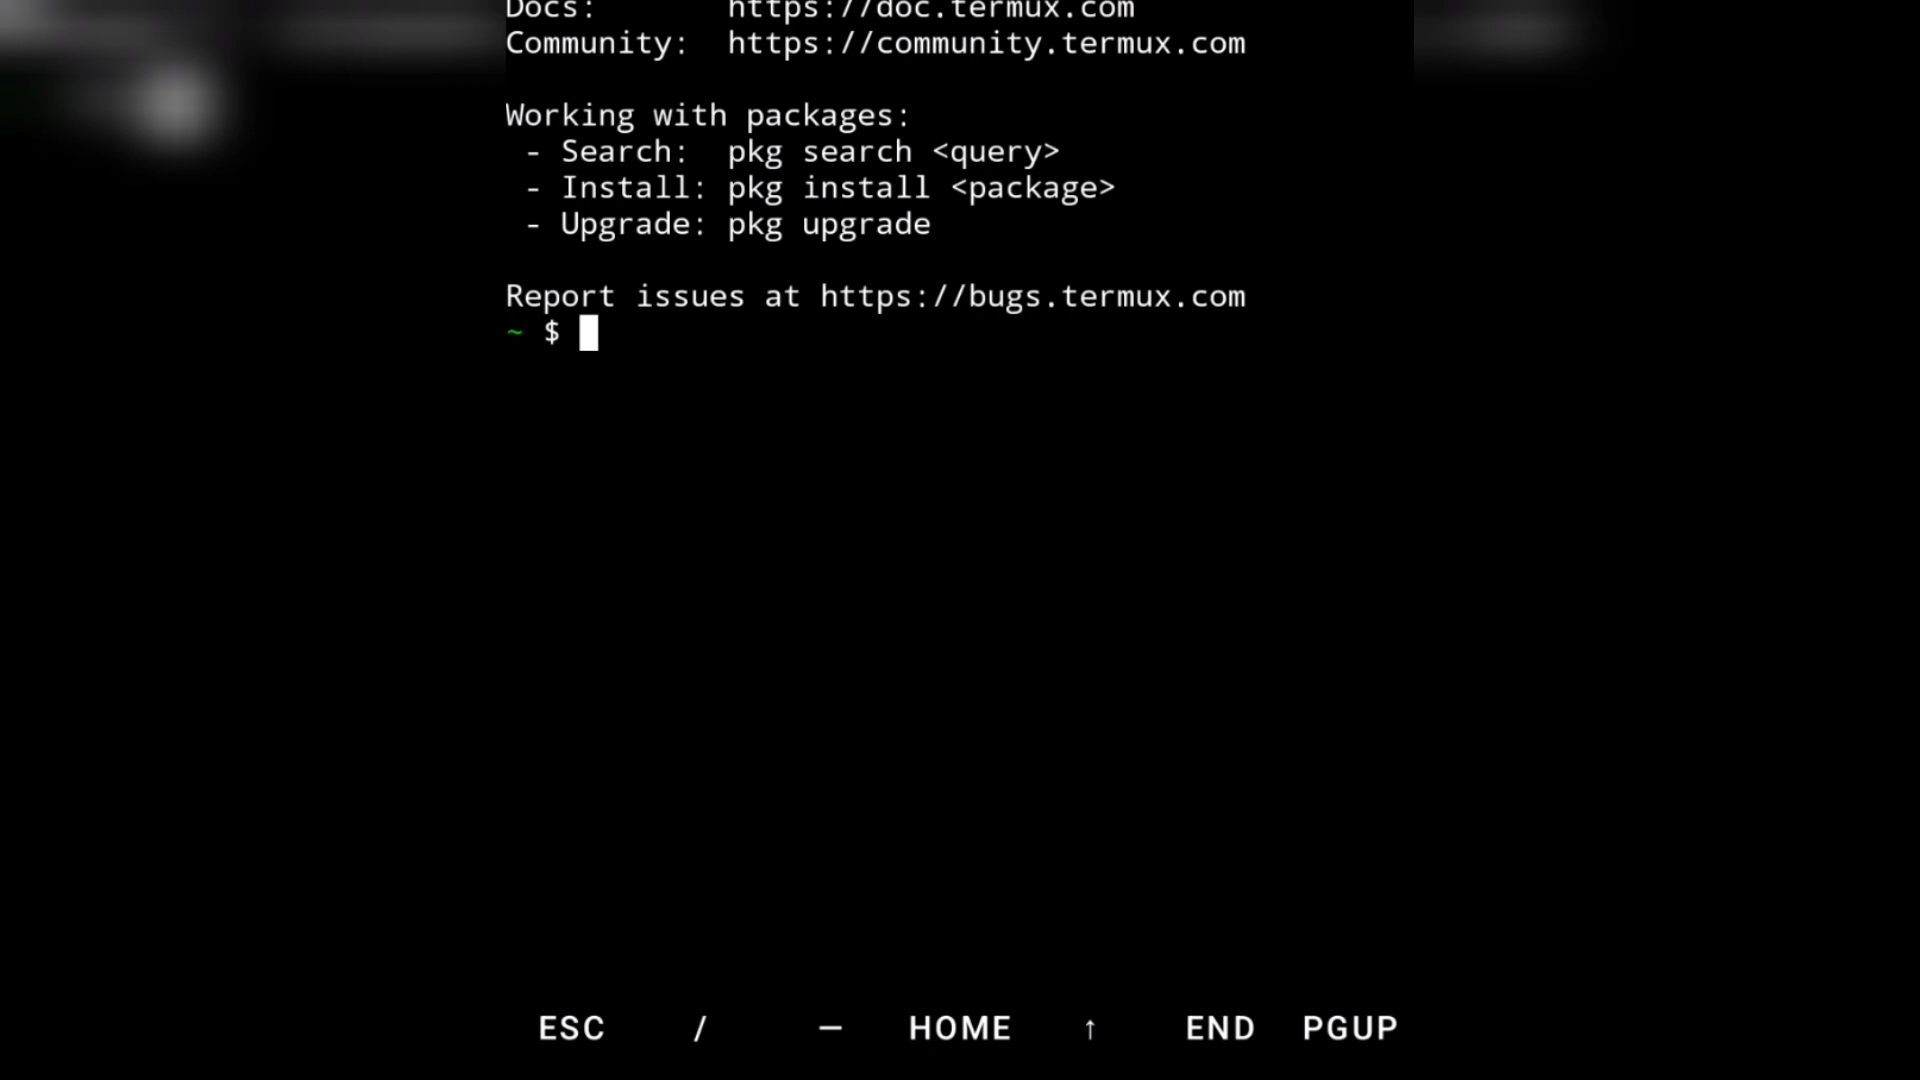 Docs:       https://doc.termux.com
Community:  https://community.termux.com

Working with packages:
 - Search:  pkg search <query>
 - Install: pkg install <package>
 - Upgrade: pkg upgrade

Report issues at https://bugs.termux.com
~ $
ESC / — HOME ↑ END PGUP